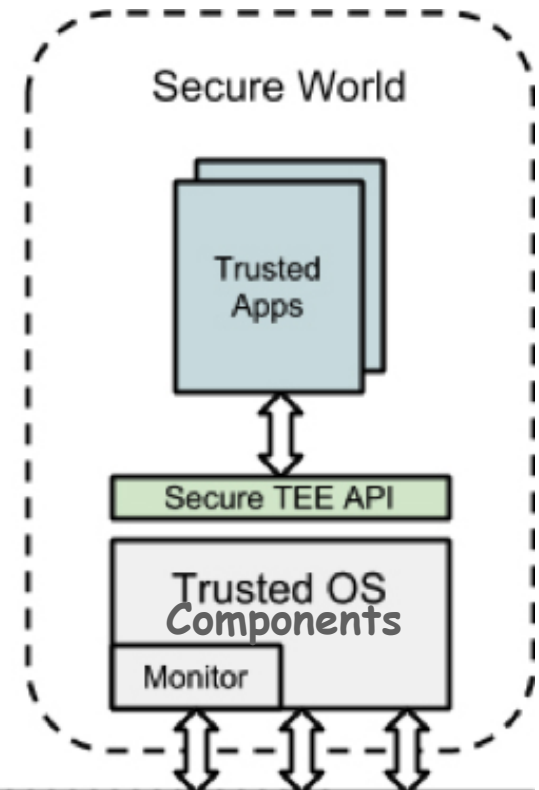 Secure World
Trusted
Apps
Secure TEE API
Trusted OS
Components
Monitor